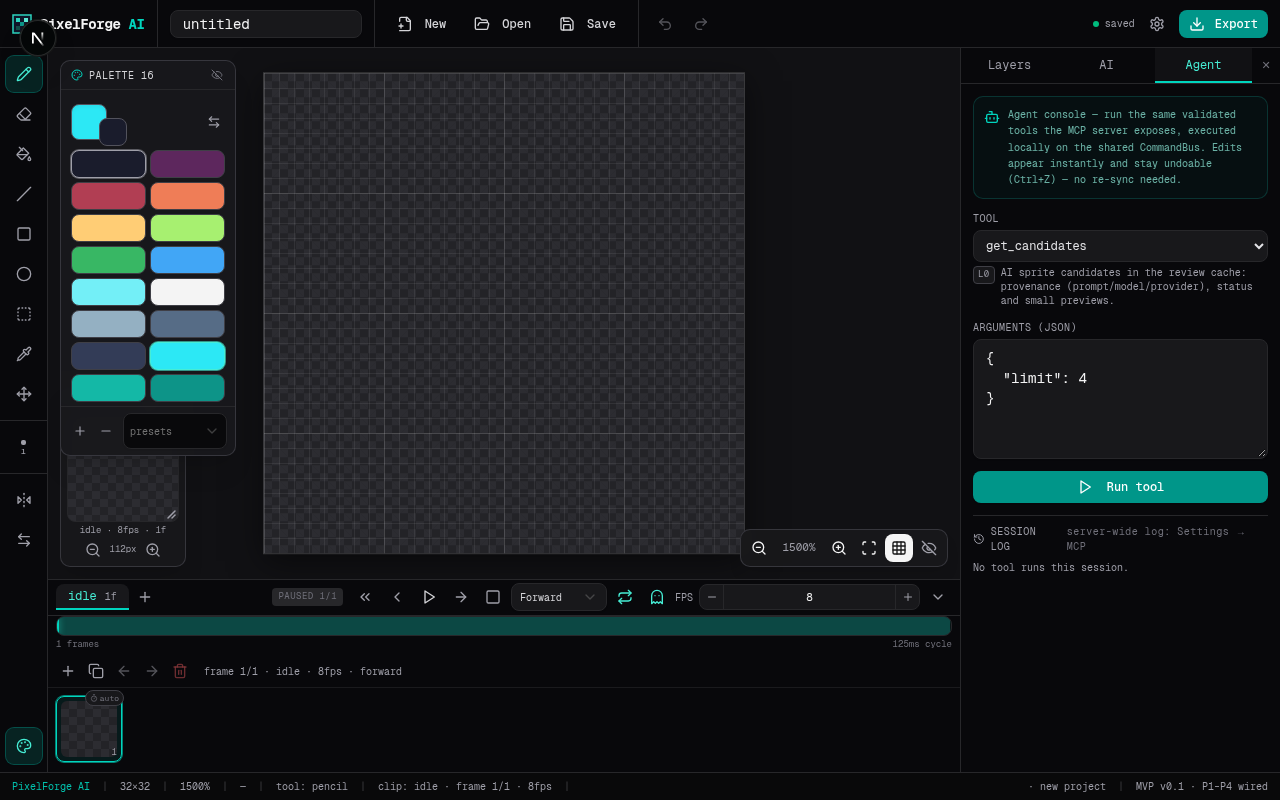 PixelForge AI
untitled
New
Open
Save
saved
Export
N
PALETTE 16
presets
idle · 8fps · 1f
112px
1
1500%
Layers
AI
Agent
×
Agent console — run the same validated
tools the MCP server exposes, executed
locally on the shared CommandBus. Edits
appear instantly and stay undoable
(Ctrl+Z) — no re-sync needed.
TOOL
get_candidates
L0
AI sprite candidates in the review cache:
provenance (prompt/model/provider), status
and small previews.
ARGUMENTS (JSON)
{
"limit": 4
}
Run tool
SESSION LOG
server-wide log: Settings → MCP
No tool runs this session.
idle 1f
PAUSED 1/1
Forward
FPS
8
1 frames
125ms cycle
frame 1/1 · idle · 8fps · forward
auto
1
PixelForge AI | 32×32 | 1500% | — | tool: pencil | clip: idle · frame 1/1 · 8fps |
· new project | MVP v0.1 · P1-P4 wired